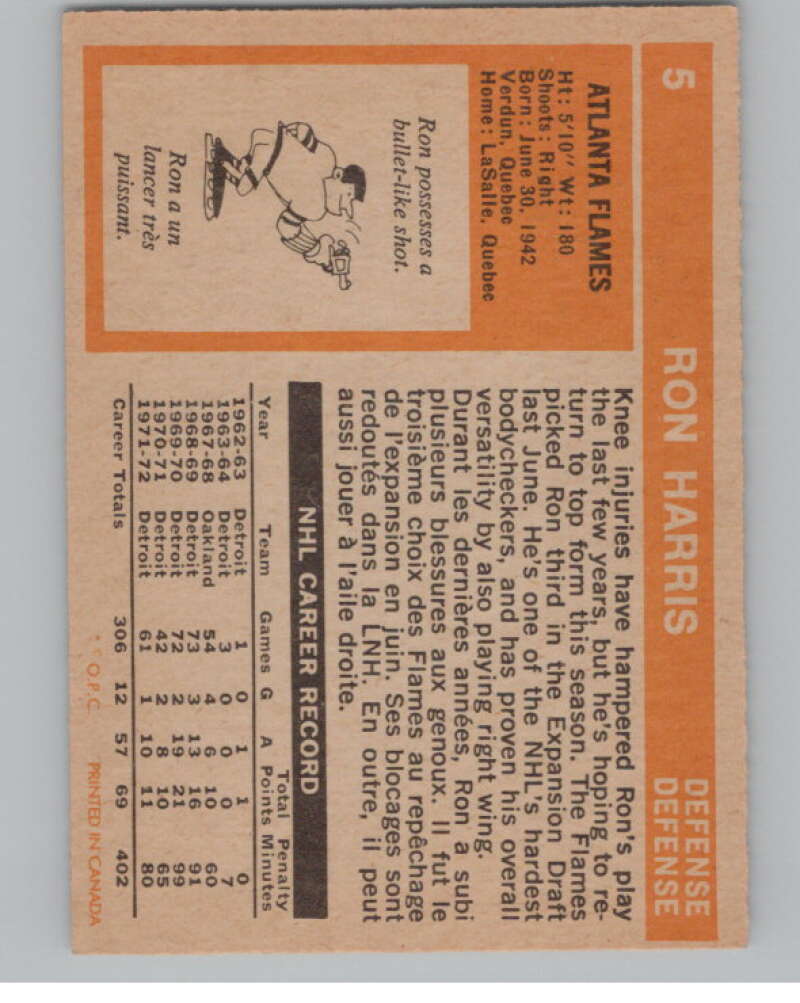 5 RON HARRIS DEFENSE
DEFENSE
ATLANTA FLAMES
Ht: 5'10" Wt: 180
Shoots: Right
Born: June 30, 1942
Verdun, Quebec
Home: LaSalle, Quebec
Ron possesses a
bullet-like shot.
Ron a un
lancer très
puissant.
Knee injuries have hampered Ron's play
the last few years, but he's hoping to re-
turn to top form this season. The Flames
picked Ron third in the Expansion Draft
last June. He's one of the NHL's hardest
bodycheckers, and has proven his overall
versatility by also playing right wing.
Durant les dernières années, Ron a subi
plusieurs blessures aux genoux. Il fut le
troisième choix des Flames au repêchage
de l'expansion en juin. Ses blocages sont
redoutés dans la LNH. En outre, il peut
aussi jouer à l'aile droite.
NHL CAREER RECORD
Total Penalty
Year Team Games G A Points Minutes
1962-63 Detroit 1 0 1 1 0
1963-64 Detroit 3 0 0 0 7
1967-68 Oakland 54 4 6 10 60
1968-69 Detroit 73 3 13 16 91
1969-70 Detroit 72 2 19 21 99
1970-71 Detroit 42 2 8 10 65
1971-72 Detroit 61 1 10 11 80
Career Totals 306 12 57 69 402
O.P.C. PRINTED IN CANADA